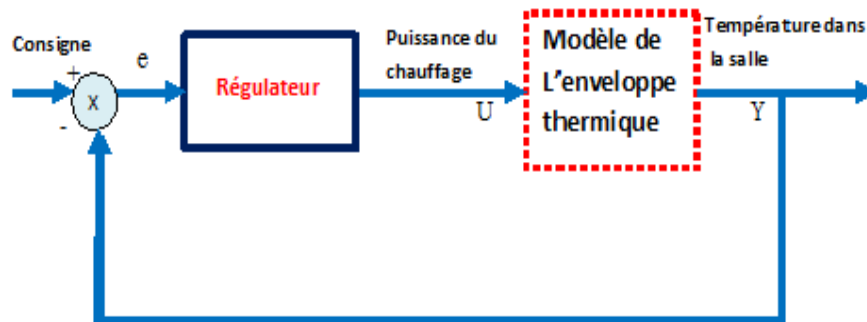 Consigne
+
e
X
-
Régulateur
Puissance du
chauffage
U
Modèle de
L'enveloppe
thermique
Température dans
la salle
Y